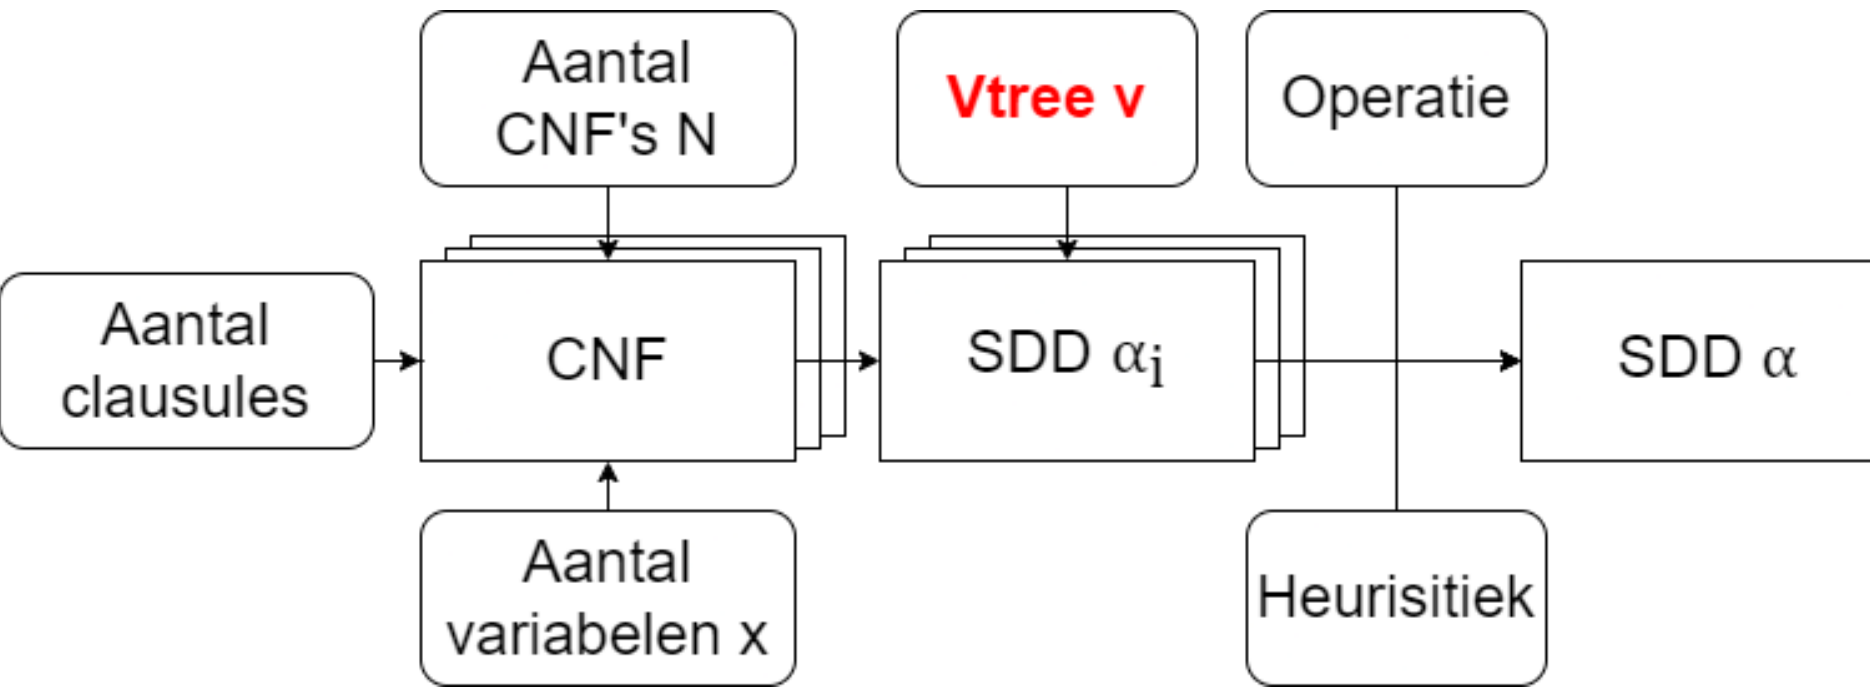 Aantal
CNF's N
Vtree v
Operatie
Aantal
clausules
CNF
SDD αi
SDD α
Aantal
variabelen x
Heurisitiek